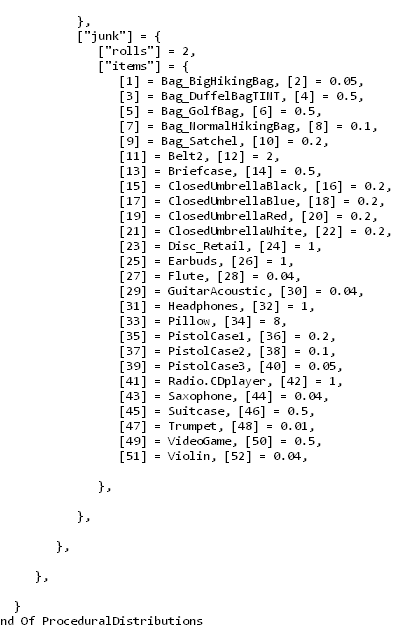 },
["junk"] = {
["rolls"] = 2,
["items"] = {
[1] = Bag_BigHikingBag, [2] = 0.05,
[3] = Bag_DuffelBagTINT, [4] = 0.5,
[5] = Bag_GolfBag, [6] = 0.5,
[7] = Bag_NormalHikingBag, [8] = 0.1,
[9] = Bag_Satchel, [10] = 0.2,
[11] = Belt2, [12] = 2,
[13] = Briefcase, [14] = 0.5,
[15] = ClosedUmbrellaBlack, [16] = 0.2,
[17] = ClosedUmbrellaBlue, [18] = 0.2,
[19] = ClosedUmbrellaRed, [20] = 0.2,
[21] = ClosedUmbrellaWhite, [22] = 0.2,
[23] = Disc_Retail, [24] = 1,
[25] = Earbuds, [26] = 1,
[27] = Flute, [28] = 0.04,
[29] = GuitarAcoustic, [30] = 0.04,
[31] = Headphones, [32] = 1,
[33] = Pillow, [34] = 8,
[35] = PistolCase1, [36] = 0.2,
[37] = PistolCase2, [38] = 0.1,
[39] = PistolCase3, [40] = 0.05,
[41] = Radio.CDplayer, [42] = 1,
[43] = Saxophone, [44] = 0.04,
[45] = Suitcase, [46] = 0.5,
[47] = Trumpet, [48] = 0.01,
[49] = VideoGame, [50] = 0.5,
[51] = Violin, [52] = 0.04,
},
},
},
},
}
nd Of ProceduralDistributions